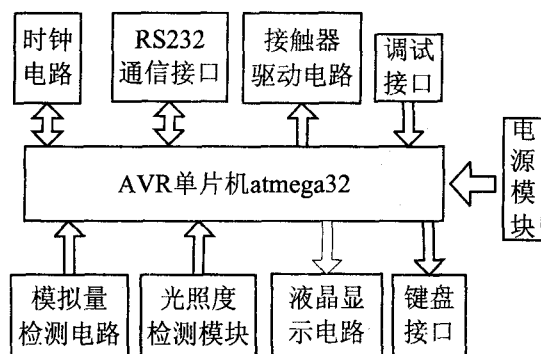 时钟
电路
RS232
通信接口
接触器
驱动电路
调试
接口
电
源
模
块
AVR单片机atmega32
模拟量
检测电路
光照度
检测模块
液晶显
示电路
键盘
接口